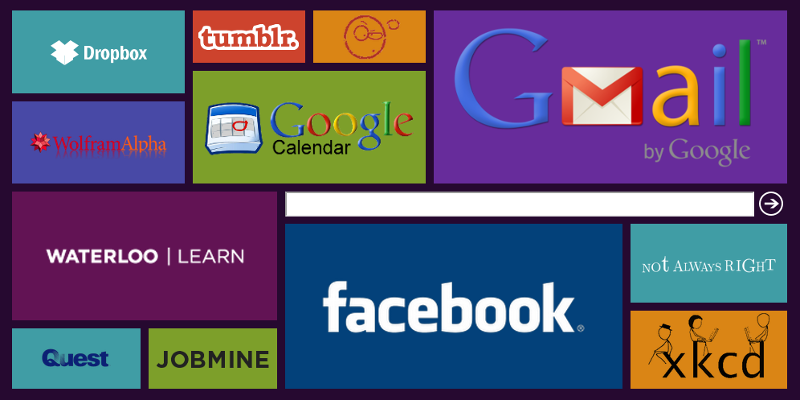 Dropbox
tumblr.
Google
Calendar
Gmail™
by Google
WolframAlpha
WATERLOO | LEARN
facebook®
NOt ALWAYS RIGHT
Quest
JOBMINE
xkcd